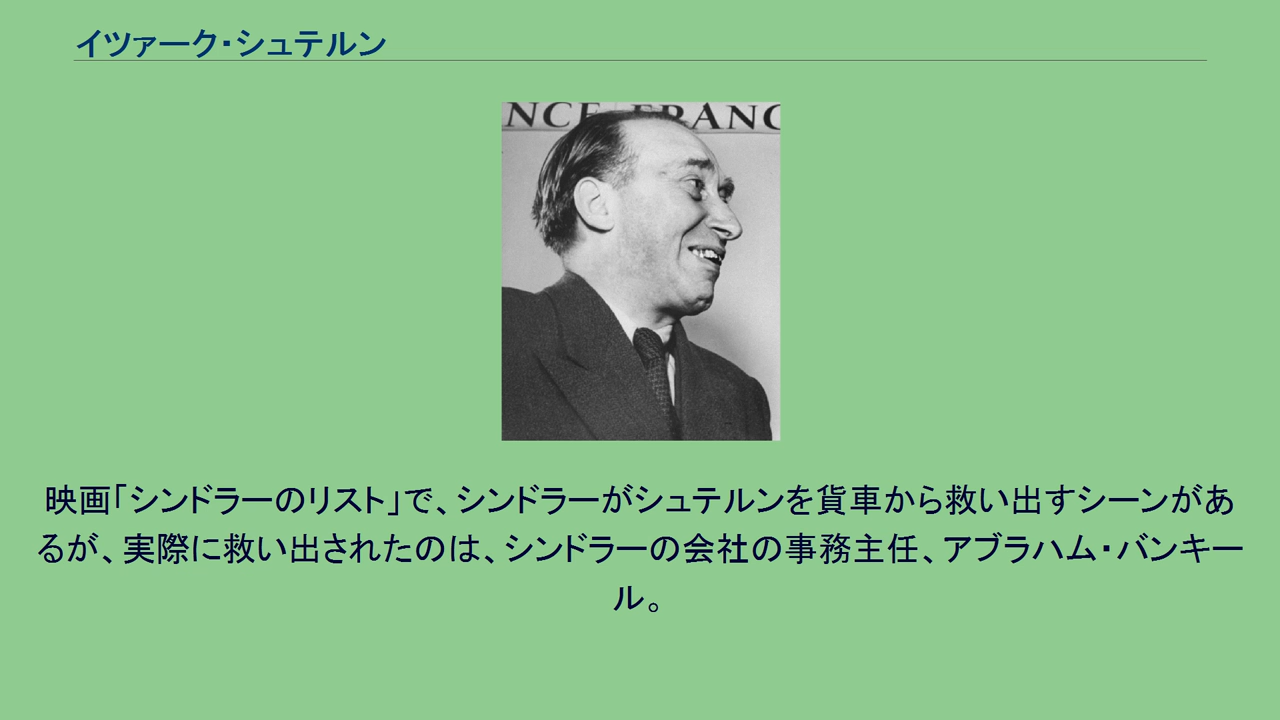 イツァーク・シュテルン
NCE FRANC
映画「シンドラーのリスト」で、シンドラーがシュテルンを貨車から救い出すシーンがあ
るが、実際に救い出されたのは、シンドラーの会社の事務主任、アブラハム・バンキー
ル。